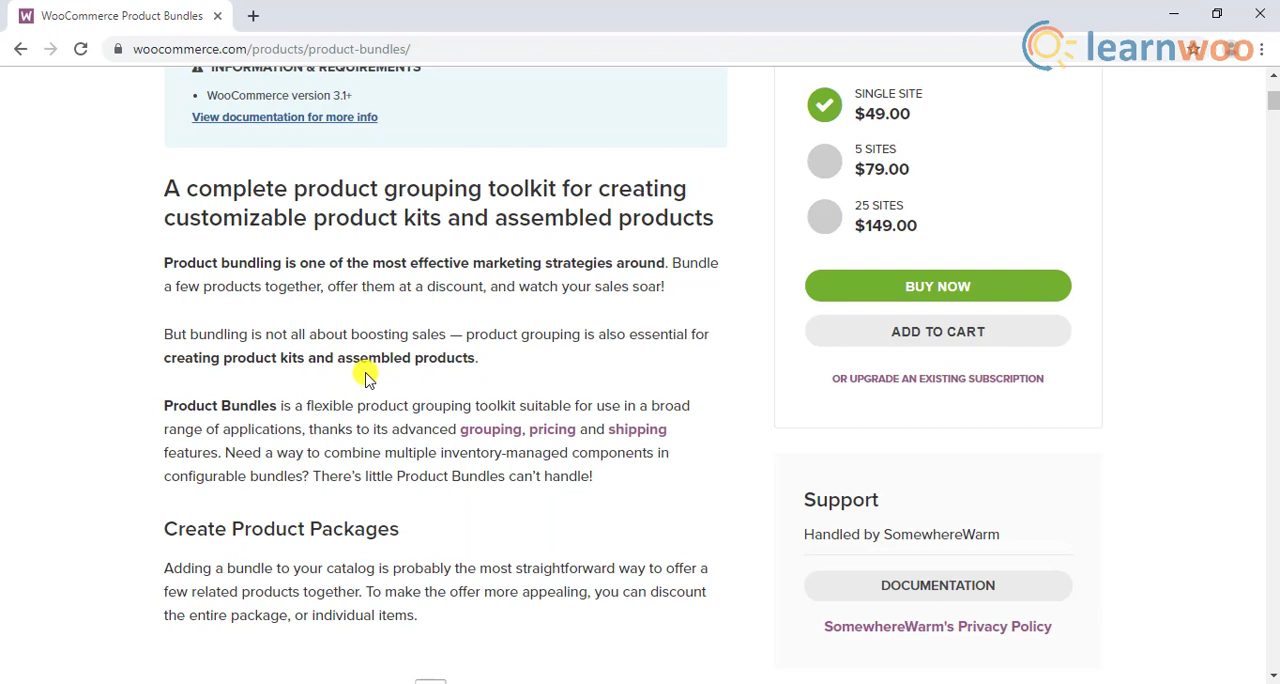 WooCommerce Product Bundles
woocommerce.com/products/product-bundles/
learnwoo
INFORMATION & REQUIREMENTS
WooCommerce version 3.1+
View documentation for more info
A complete product grouping toolkit for creating
customizable product kits and assembled products
Product bundling is one of the most effective marketing strategies around. Bundle
a few products together, offer them at a discount, and watch your sales soar!
But bundling is not all about boosting sales — product grouping is also essential for
creating product kits and assembled products.
Product Bundles is a flexible product grouping toolkit suitable for use in a broad
range of applications, thanks to its advanced grouping, pricing and shipping
features. Need a way to combine multiple inventory-managed components in
configurable bundles? There’s little Product Bundles can’t handle!
Create Product Packages
Adding a bundle to your catalog is probably the most straightforward way to offer a
few related products together. To make the offer more appealing, you can discount
the entire package, or individual items.
SINGLE SITE
$49.00
5 SITES
$79.00
25 SITES
$149.00
BUY NOW
ADD TO CART
OR UPGRADE AN EXISTING SUBSCRIPTION
Support
Handled by SomewhereWarm
DOCUMENTATION
SomewhereWarm's Privacy Policy